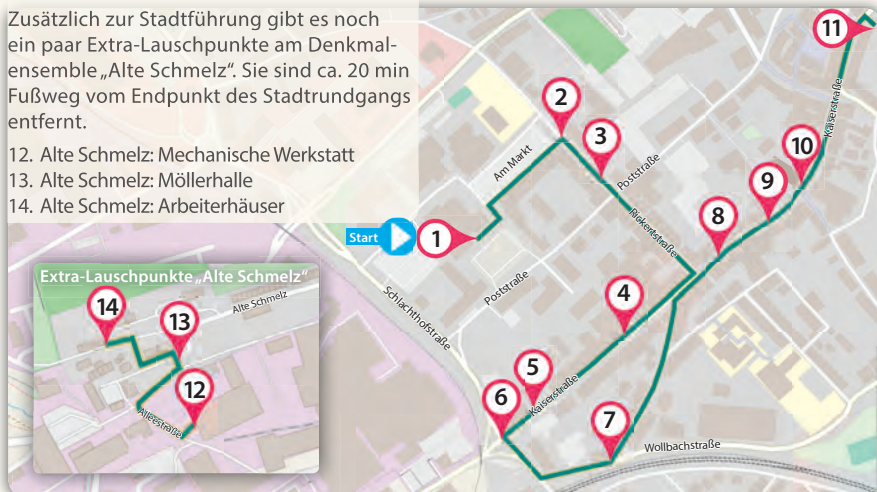 Zusätzlich zur Stadtführung gibt es noch
ein paar Extra-Lauschpunkte am Denkmal-
ensemble „Alte Schmelz“. Sie sind ca. 20 min
Fußweg vom Endpunkt des Stadtrundgangs
entfernt.
12. Alte Schmelz: Mechanische Werkstatt
13. Alte Schmelz: Möllerhalle
14. Alte Schmelz: Arbeiterhäuser
11
2
3
Am Markt
Poststraße
Kaiserstraße
10
9
8
Start
1
Rickertstraße
Poststraße
Schlachthofstraße
4
5
6
Kaiserstraße
7
Wollbachstraße
Extra-Lauschpunkte „Alte Schmelz“
14
Alte Schmelz
13
12
Alleestraße